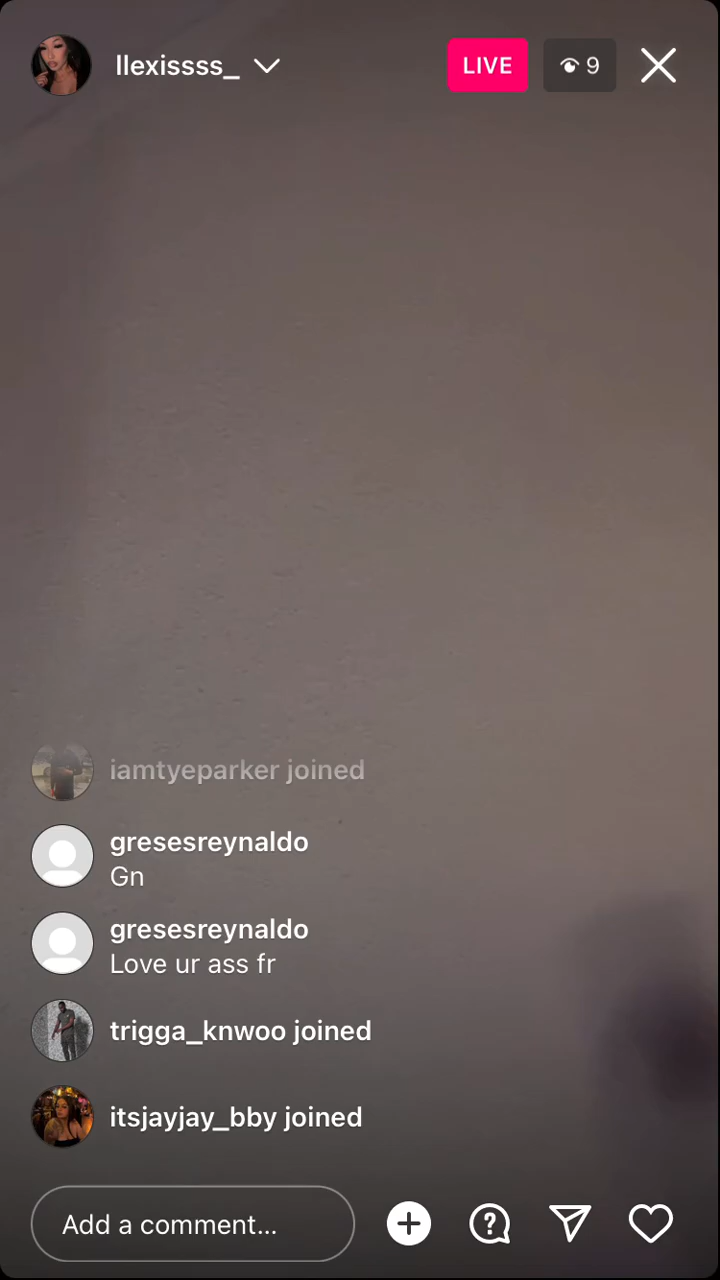 llexissss_
LIVE
9
iamtyeparker joined
gresesreynaldo
Gn
gresesreynaldo
Love ur ass fr
trigga_knwoo joined
itsjayjay_bby joined
Add a comment...